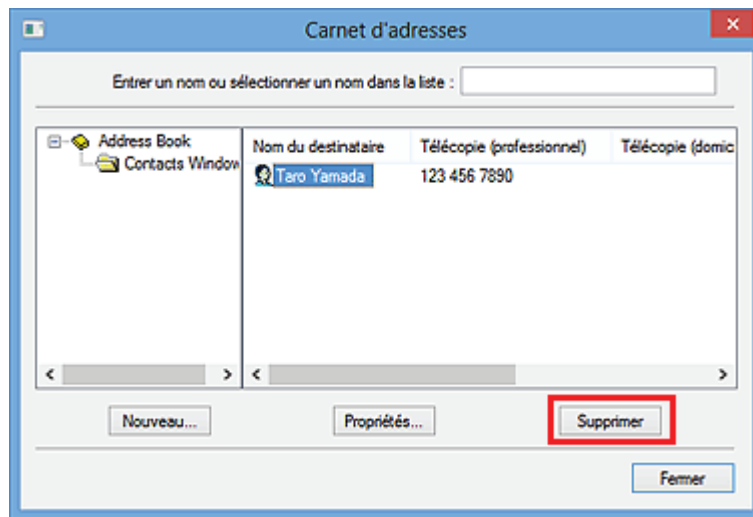 Carnet d'adresses
Entrer un nom ou sélectionner un nom dans la liste :
Address Book
Contacts Window
Nom du destinataire Télécopie (professionnel) Télécopie (domic
Taro Yamada 123 456 7890
Nouveau... Propriétés... Supprimer
Fermer